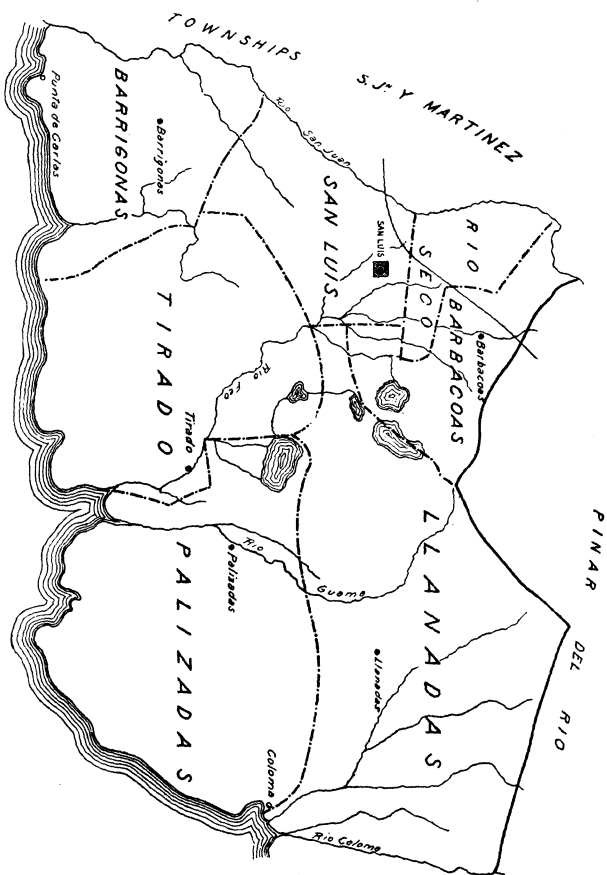 TOWNSHIPS
S. Jn Y MARTINEZ
PINAR
DEL
RIO
Rio San Juan
BARRIGONAS
Barrigonas
Punta de Cartas
SAN LUIS
SAN LUIS
RIO
SECO
BARBACOAS
Barbacoas
TIRADO
Tirado
Rio Feo
LLANADAS
Llanadas
Rio Guama
PALIZADAS
Palizadas
Coloma
Rio Coloma